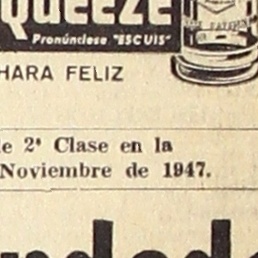 QUEEZE
Pronúnciese "ESCUIS"
HARA FELIZ
e 2ª Clase en la
Noviembre de 1947.